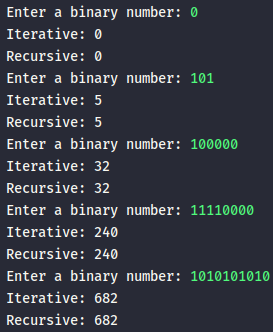 Enter a binary number: 0
Iterative: 0
Recursive: 0
Enter a binary number: 101
Iterative: 5
Recursive: 5
Enter a binary number: 100000
Iterative: 32
Recursive: 32
Enter a binary number: 11110000
Iterative: 240
Recursive: 240
Enter a binary number: 1010101010
Iterative: 682
Recursive: 682